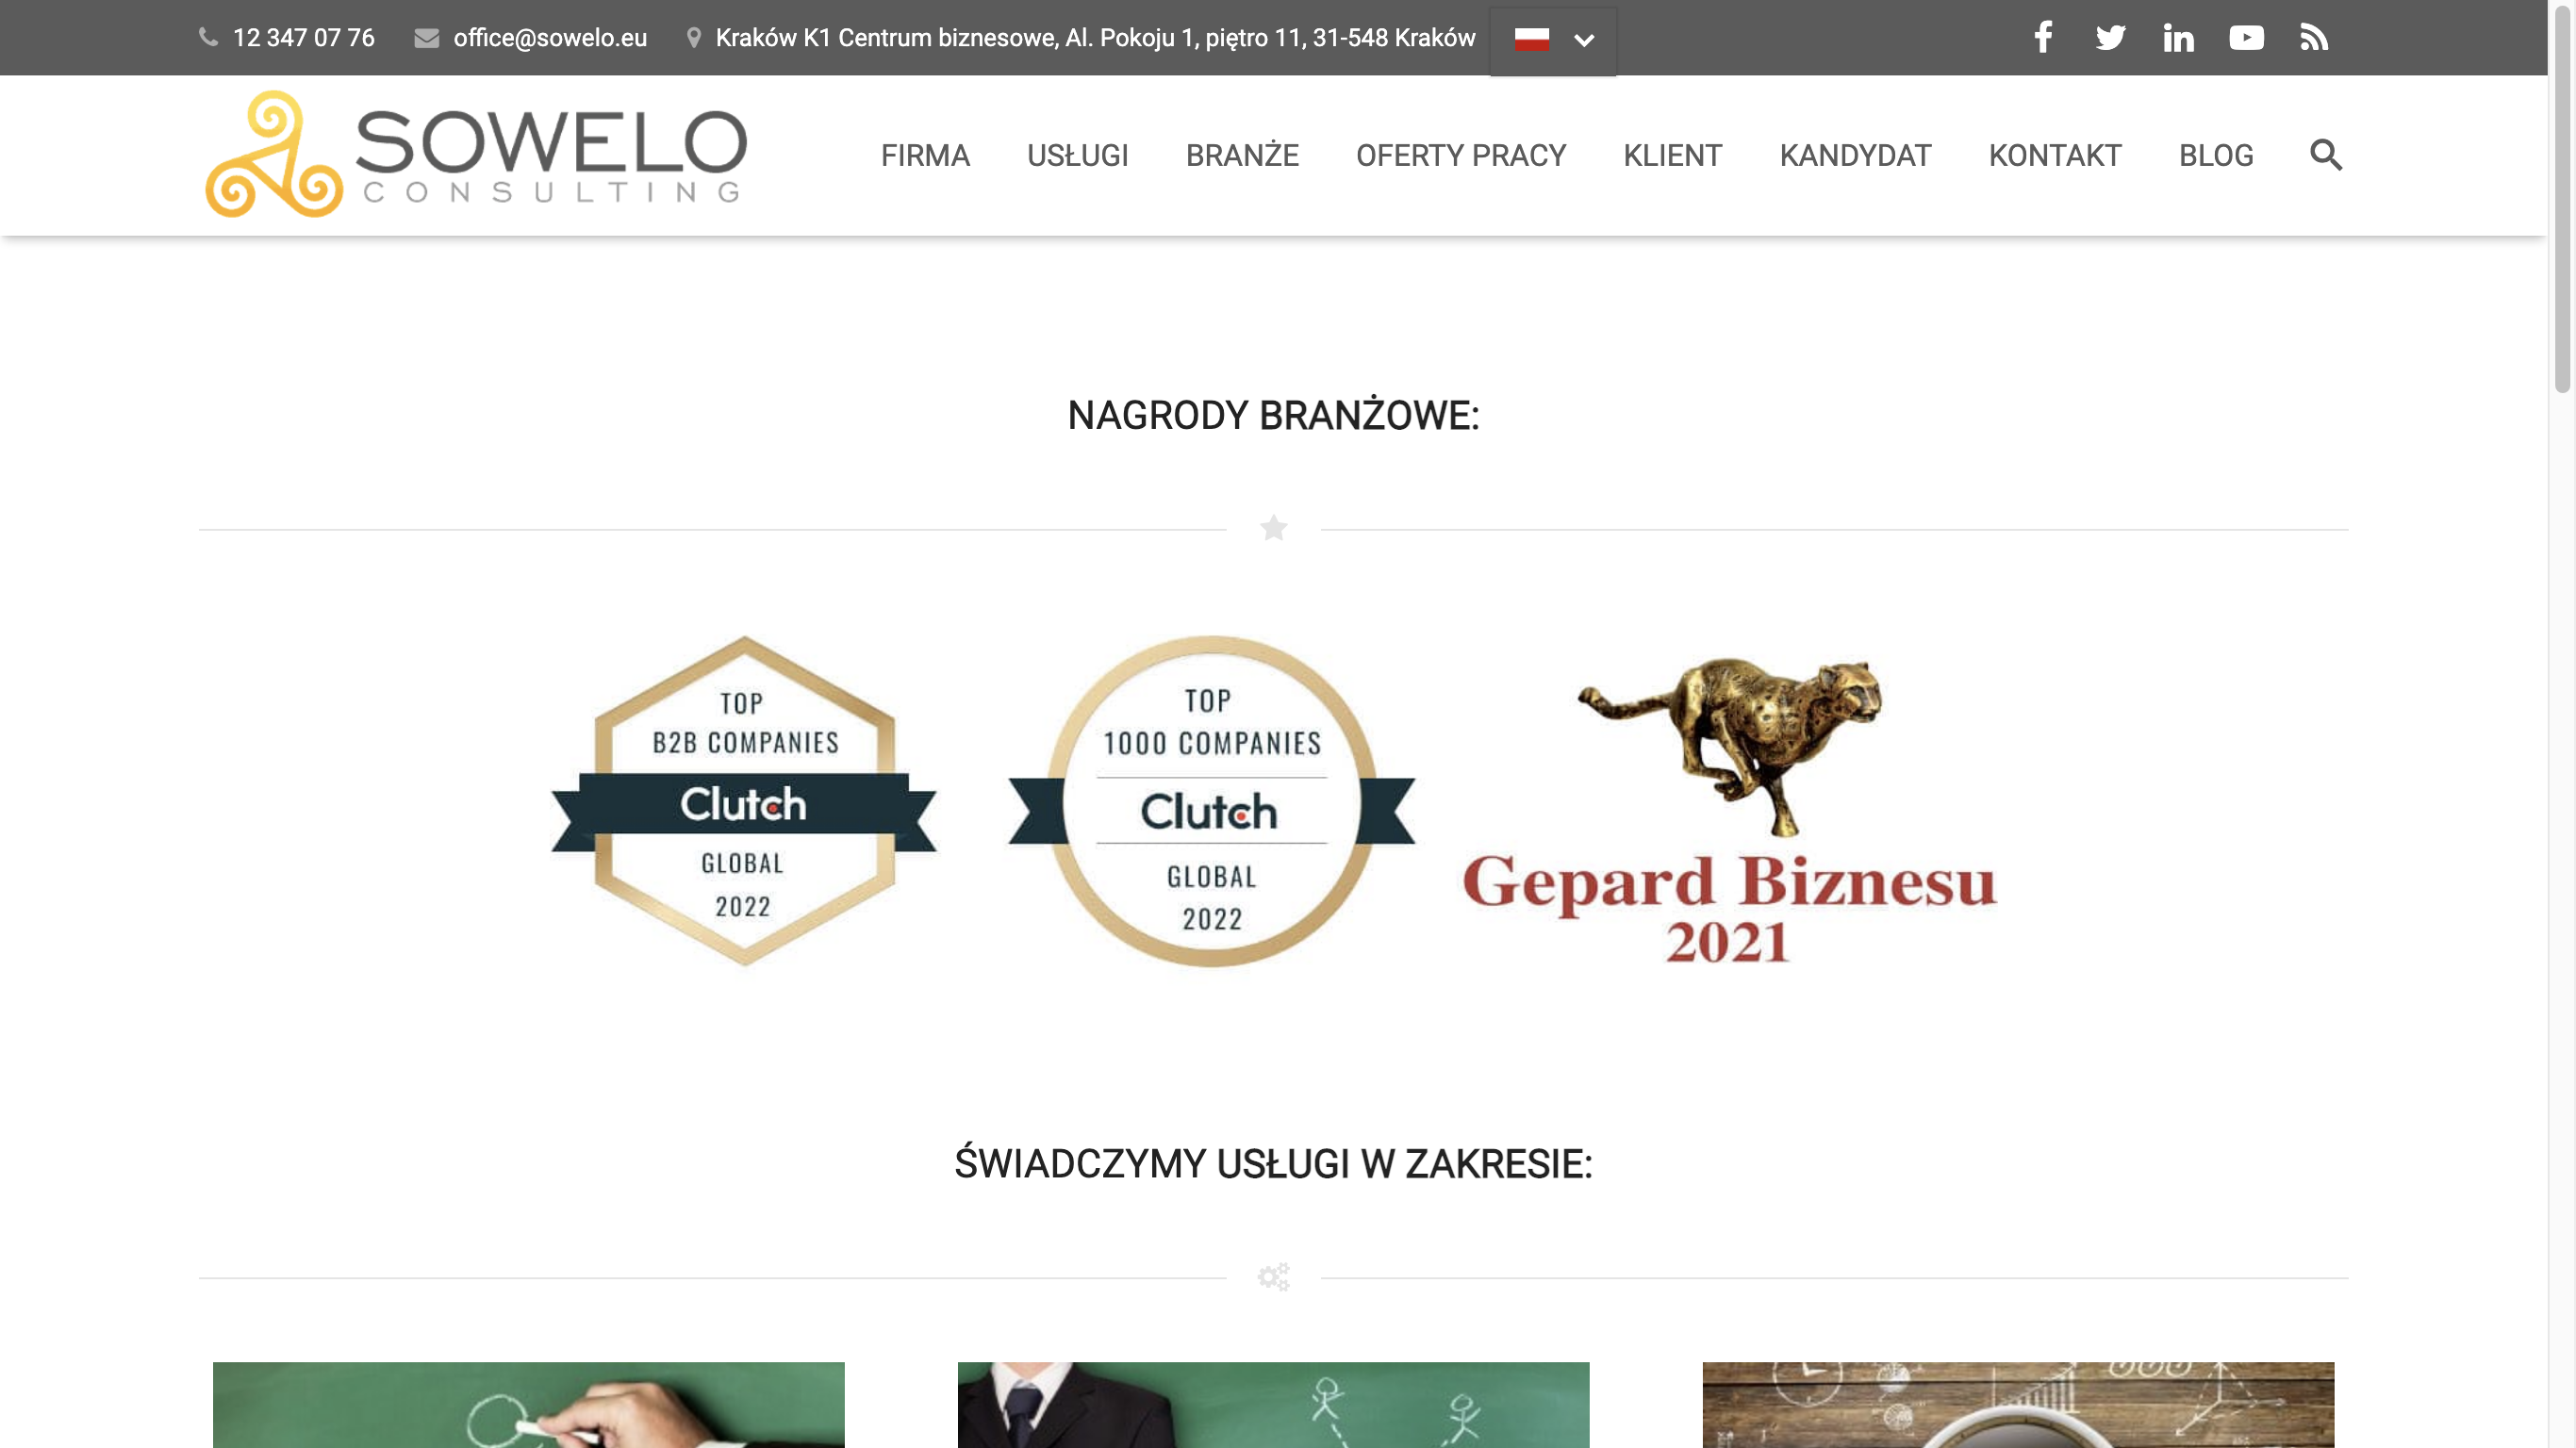 12 347 07 76 office@sowelo.eu Kraków K1 Centrum biznesowe, Al. Pokoju 1, piętro 11, 31-548 Kraków
SOWELO
CONSULTING
FIRMA USŁUGI BRANŻE OFERTY PRACY KLIENT KANDYDAT KONTAKT BLOG
NAGRODY BRANŻOWE:
TOP
B2B COMPANIES
Clutch
GLOBAL
2022
TOP
1000 COMPANIES
Clutch
GLOBAL
2022
Gepard Biznesu
2021
ŚWIADCZYMY USŁUGI W ZAKRESIE: